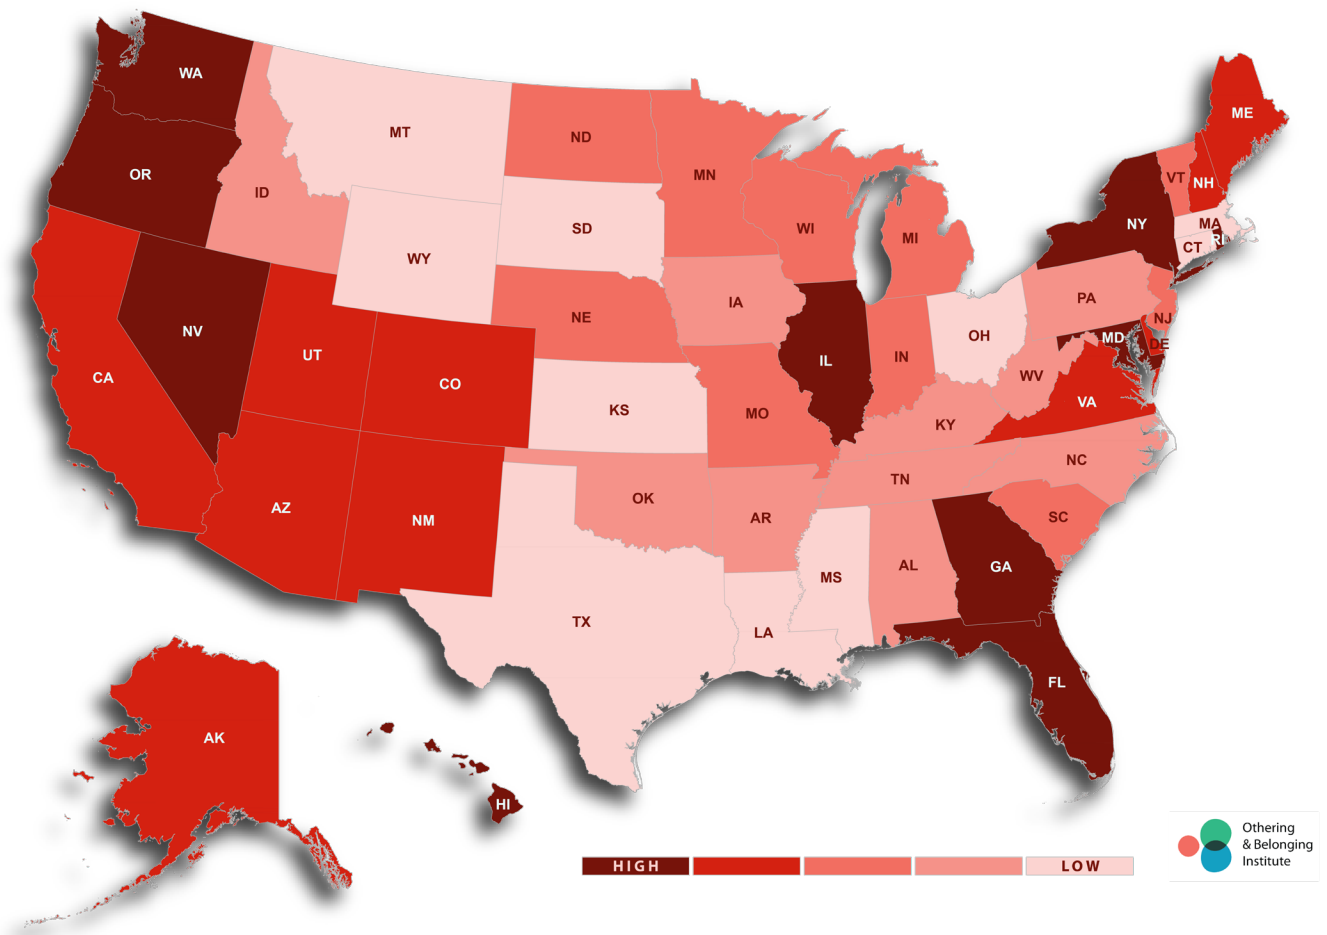 WA
ME
MT
ND
OR
MN
VT
NH
ID
SD
WI
MI
NY
MA
RI
CT
WY
IA
PA
NE
NJ
NV
OH
MD
DE
UT
IL
IN
CA
CO
WV
VA
KS
MO
KY
NC
TN
OK
AZ
NM
AR
SC
MS
AL
GA
TX
LA
FL
AK
HI
HIGH
LOW
Othering
& Belonging
Institute